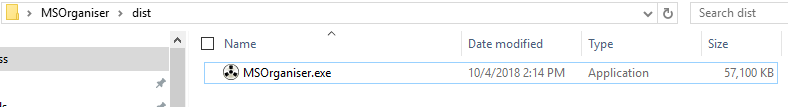 MSOrganiser > dist
Search dist
Name Date modified Type Size
MSOrganiser.exe 10/4/2018 2:14 PM Application 57,100 KB
ss